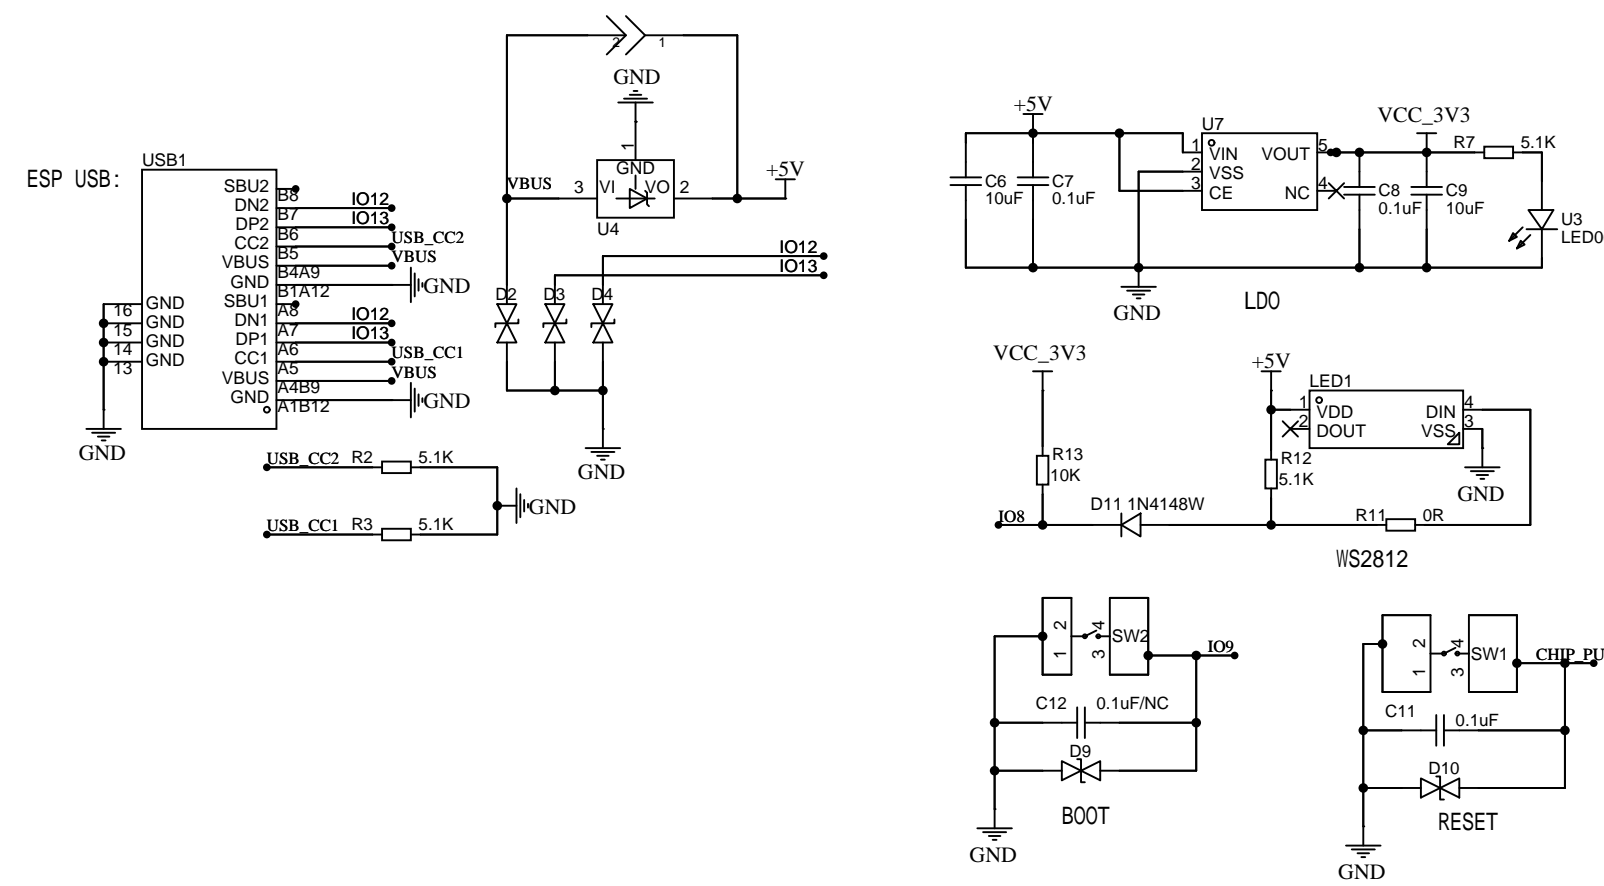 ESP USB:
USB1
SBU2
B8
DN2
IO12
B7
DP2
IO13
B6
CC2
USB_CC2
B5
VBUS
VBUS
B4A9
GND
GND
B1A12
SBU1
A8
DN1
IO12
A7
DP1
IO13
A6
CC1
USB_CC1
A5
VBUS
VBUS
A4B9
GND
GND
A1B12
GND
16
GND
15
GND
14
GND
13
GND
USB_CC2 R2 5.1K
GND
USB_CC1 R3 5.1K
2 1
GND
1
GND
VBUS 3 VI VO 2 +5V
U4
IO12
IO13
D2 D3 D4
GND
+5V
U7
VCC_3V3
1 VIN VOUT 5
2 VSS
3 CE NC 4
R7 5.1K
C6
10uF
C7
0.1uF
C8
0.1uF
C9
10uF
U3
LED0
GND
LDO
VCC_3V3
R13
10K
IO8
D11 1N4148W
+5V
LED1
1 VDD DIN 4
2 DOUT VSS 3
R12
5.1K
GND
R11 0R
WS2812
2 4
1 3
SW2
IO9
C12 0.1uF/NC
D9
BOOT
GND
2 4
1 3
SW1
CHIP_PU
C11 0.1uF
D10
RESET
GND